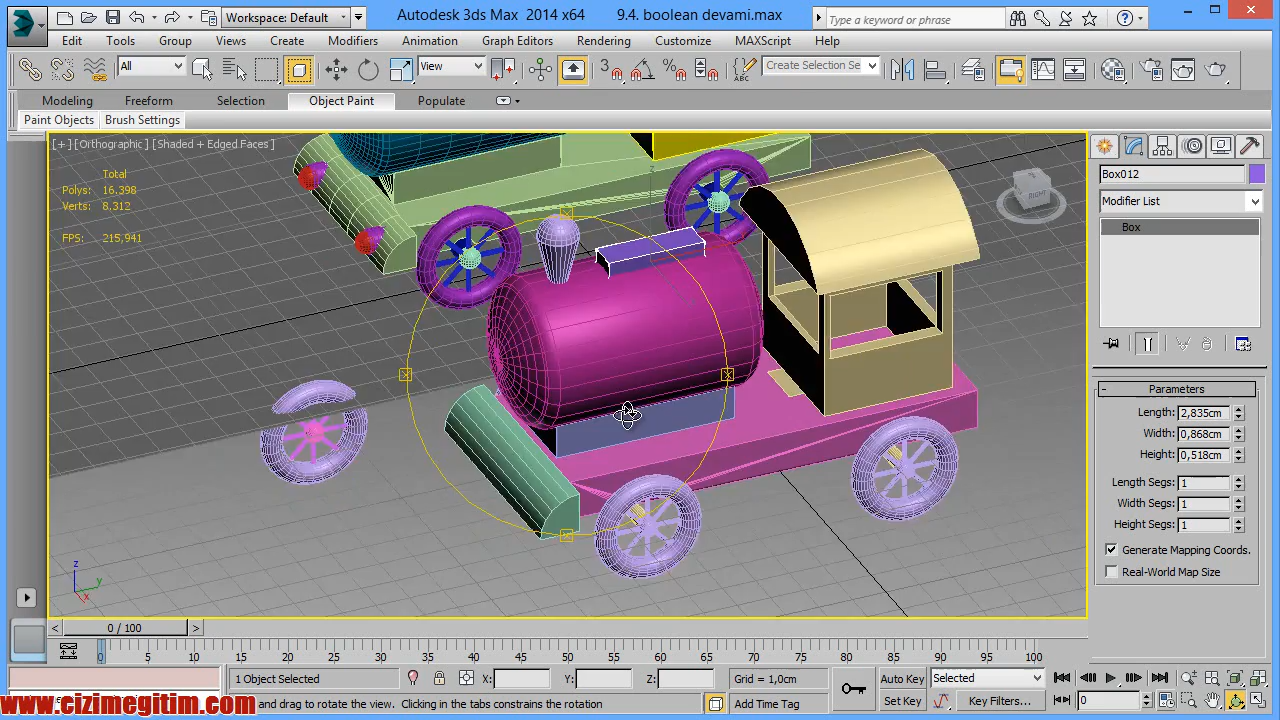 Workspace: Default
Autodesk 3ds Max 2014 x64
9.4. boolean devami.max
Type a keyword or phrase
Edit Tools Group Views Create Modifiers Animation Graph Editors Rendering Customize MAXScript Help
All
View
Create Selection Se
Modeling Freeform Selection Object Paint Populate
Paint Objects Brush Settings
[+] [Orthographic] [Shaded + Edged Faces]
Total
Polys: 16.398
Verts: 8.312
FPS: 215,941
RIGHT
Box012
Modifier List
Box
Parameters
Length: 2,835cm
Width: 0,868cm
Height: 0,518cm
Length Segs: 1
Width Segs: 1
Height Segs: 1
Generate Mapping Coords.
Real-World Map Size
z
y
x
0 / 100
0 5 10 15 20 25 30 35 40 45 50 55 60 65 70 75 80 85 90 95 100
1 Object Selected
X: Y: Z:
Grid = 1,0cm
Auto Key
Selected
www.cizimegitim.com
and drag to rotate the view. Clicking in the tabs constrains the rotation
Add Time Tag
Set Key
Key Filters...
0